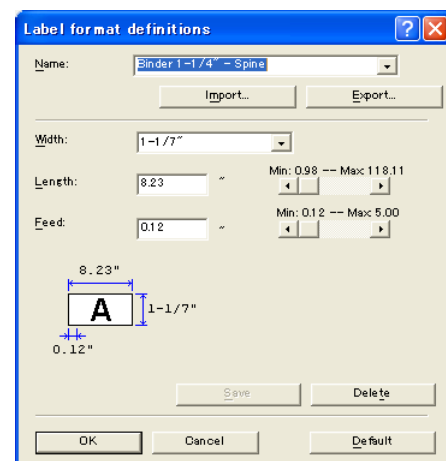 Label format definitions
Name: Binder 1-1/4" - Spine
Import... Export...
Width: 1-1/7"
Length: 8.23 " Min: 0.98 -- Max: 118.11
Feed: 0.12 " Min: 0.12 -- Max: 5.00
8.23"
A 1-1/7"
0.12"
Save Delete
OK Cancel Default